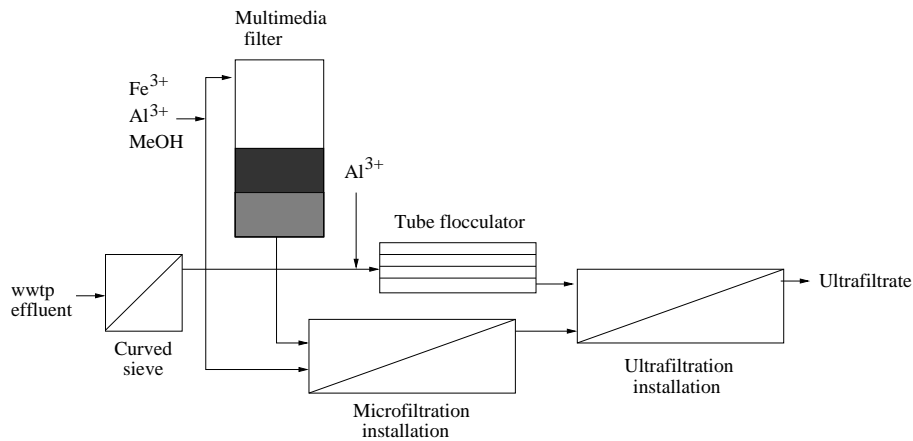 Multimedia
filter
Fe3+
Al3+
MeOH
Al3+
Tube flocculator
wwtp
effluent
Ultrafiltrate
Curved
sieve
Ultrafiltration
installation
Microfiltration
installation